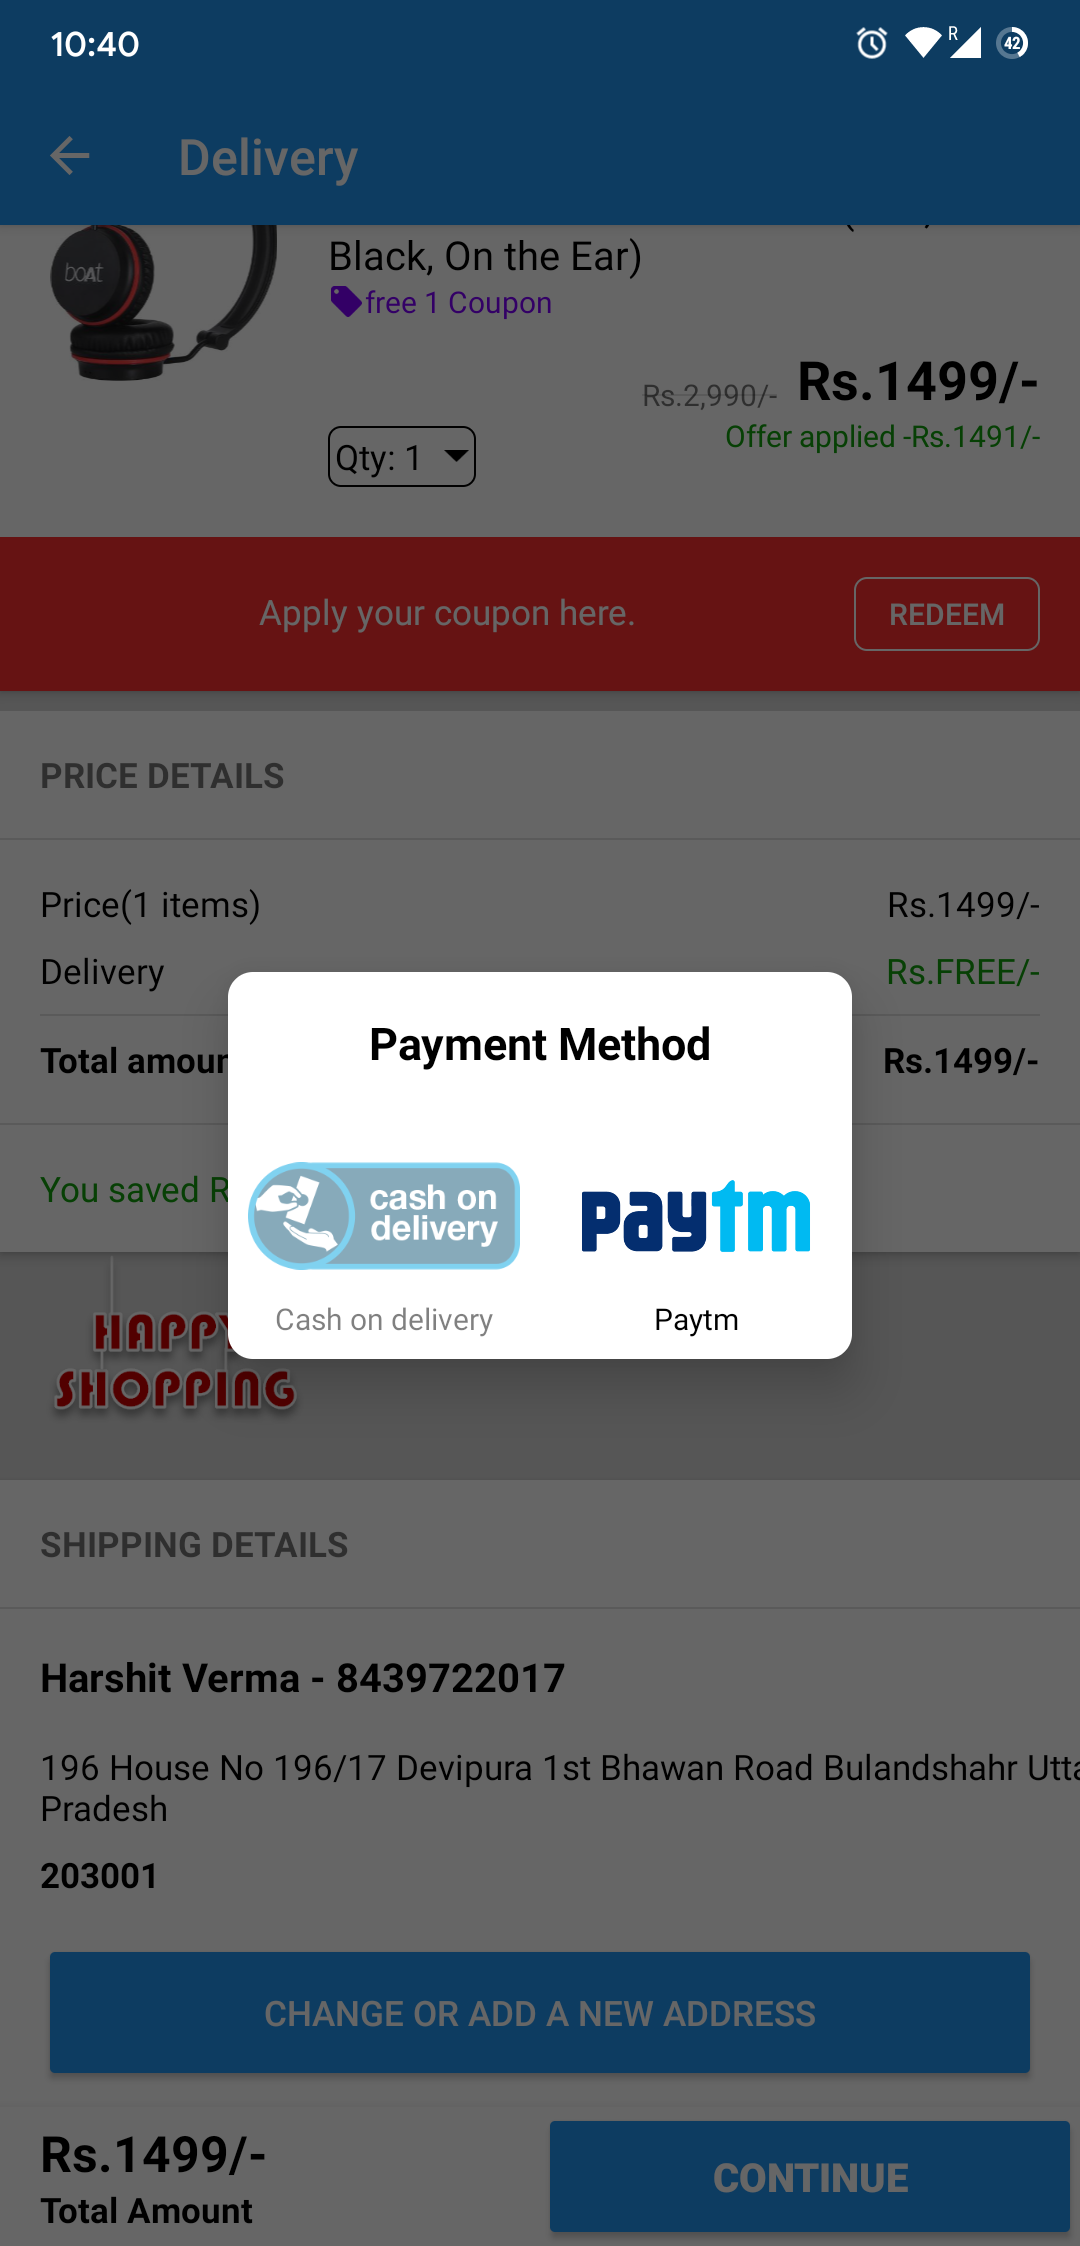 10:40
R
42
Delivery
boAt
Black, On the Ear)
free 1 Coupon
Rs.2,990/- Rs.1499/-
Offer applied -Rs.1491/-
Qty: 1
Apply your coupon here.
REDEEM
PRICE DETAILS
Price(1 items) Rs.1499/-
Delivery Rs.FREE/-
Total amoun Rs.1499/-
You saved R
Payment Method
cash on
delivery
paytm
Cash on delivery
Paytm
HAPPY
SHOPPING
SHIPPING DETAILS
Harshit Verma - 8439722017
196 House No 196/17 Devipura 1st Bhawan Road Bulandshahr Utta
Pradesh
203001
CHANGE OR ADD A NEW ADDRESS
Rs.1499/-
Total Amount
CONTINUE